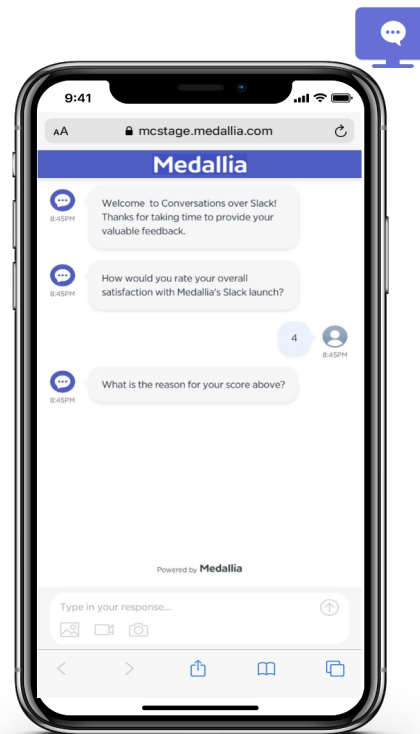 9:41
AA mcstage.medallia.com
Medallia
Welcome to Conversations over Slack!
Thanks for taking time to provide your
valuable feedback.
8:45PM
How would you rate your overall
satisfaction with Medallia's Slack launch?
8:45PM
4
8:45PM
What is the reason for your score above?
8:45PM
Powered by Medallia
Type in your response...